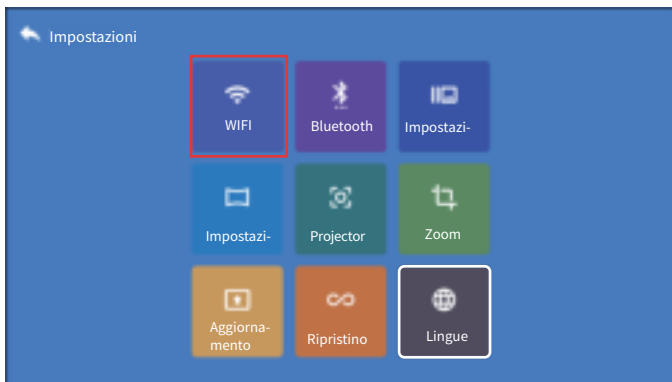 Impostazioni
WIFI
Bluetooth
Impostazi-
Impostazi-
Projector
Zoom
Aggiorna-
mento
Ripristino
Lingue